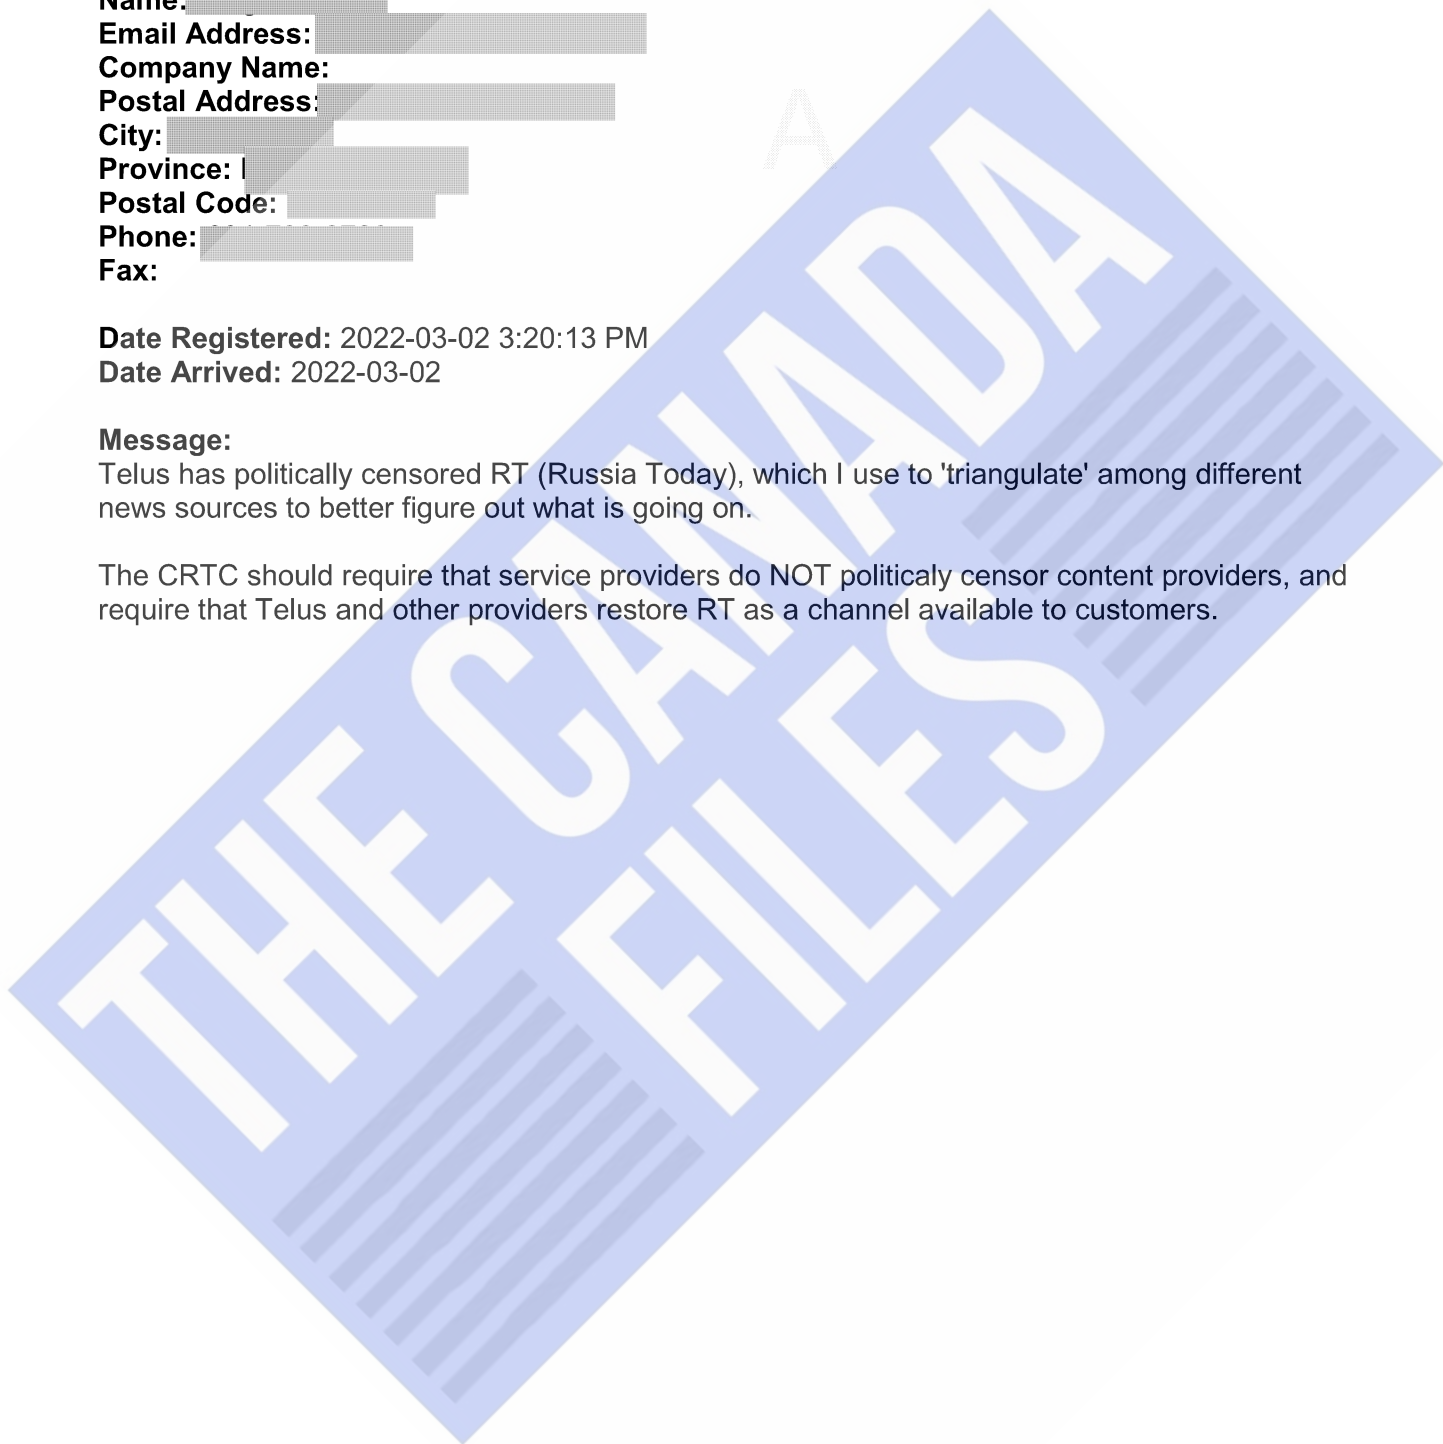 Name:
Email Address:
Company Name:
Postal Address:
City:
Province:
Postal Code:
Phone:
Fax:
Date Registered: 2022-03-02 3:20:13 PM
Date Arrived: 2022-03-02
Message:
Telus has politically censored RT (Russia Today), which I use to 'triangulate' among different
news sources to better figure out what is going on.
The CRTC should require that service providers do NOT politicaly censor content providers, and
require that Telus and other providers restore RT as a channel available to customers.
A
THE CANADA
FILES